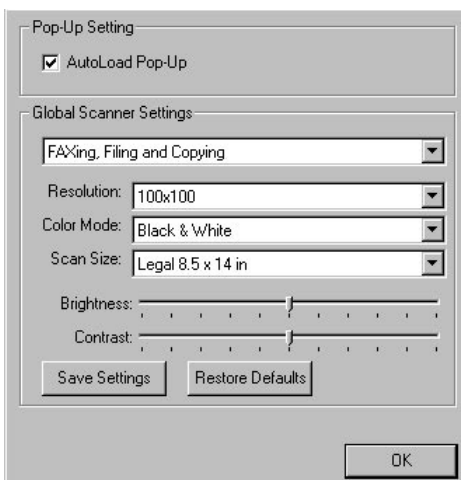 Pop-Up Setting
AutoLoad Pop-Up
Global Scanner Settings
FAXing, Filing and Copying
Resolution: 100x100
Color Mode: Black & White
Scan Size: Legal 8.5 x 14 in
Brightness:
Contrast:
Save Settings Restore Defaults
OK